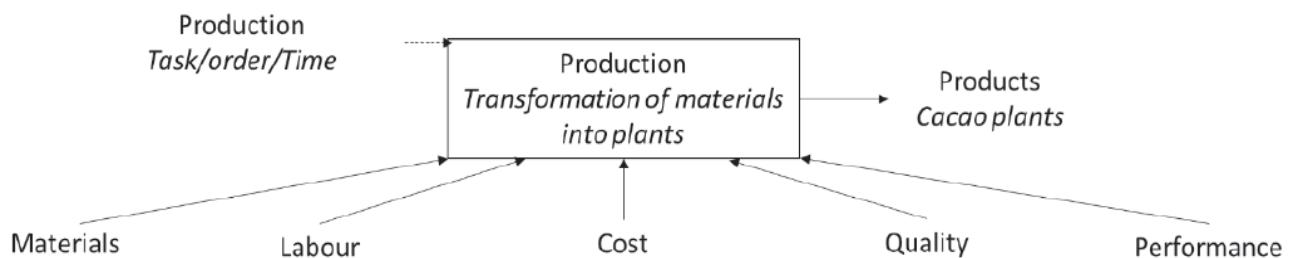 Production
Task/order/Time
Production
Transformation of materials
into plants
Products
Cacao plants
Materials
Labour
Cost
Quality
Performance